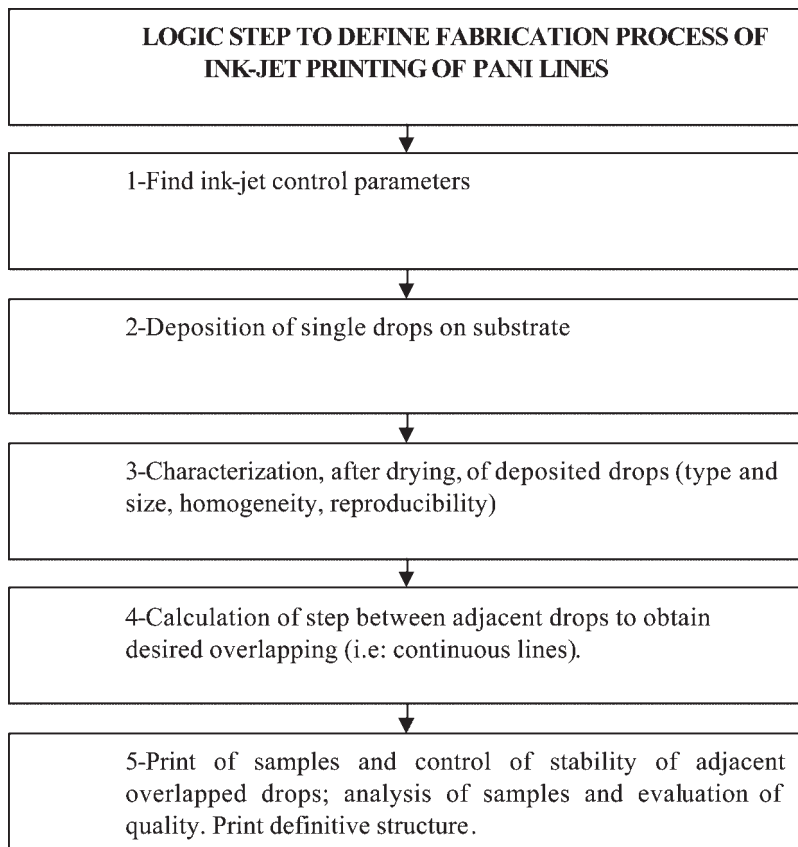 LOGIC STEP TO DEFINE FABRICATION PROCESS OF
INK-JET PRINTING OF PANI LINES
1-Find ink-jet control parameters
2-Deposition of single drops on substrate
3-Characterization, after drying, of deposited drops (type and
size, homogeneity, reproducibility)
4-Calculation of step between adjacent drops to obtain
desired overlapping (i.e: continuous lines).
5-Print of samples and control of stability of adjacent
overlapped drops; analysis of samples and evaluation of
quality. Print definitive structure.